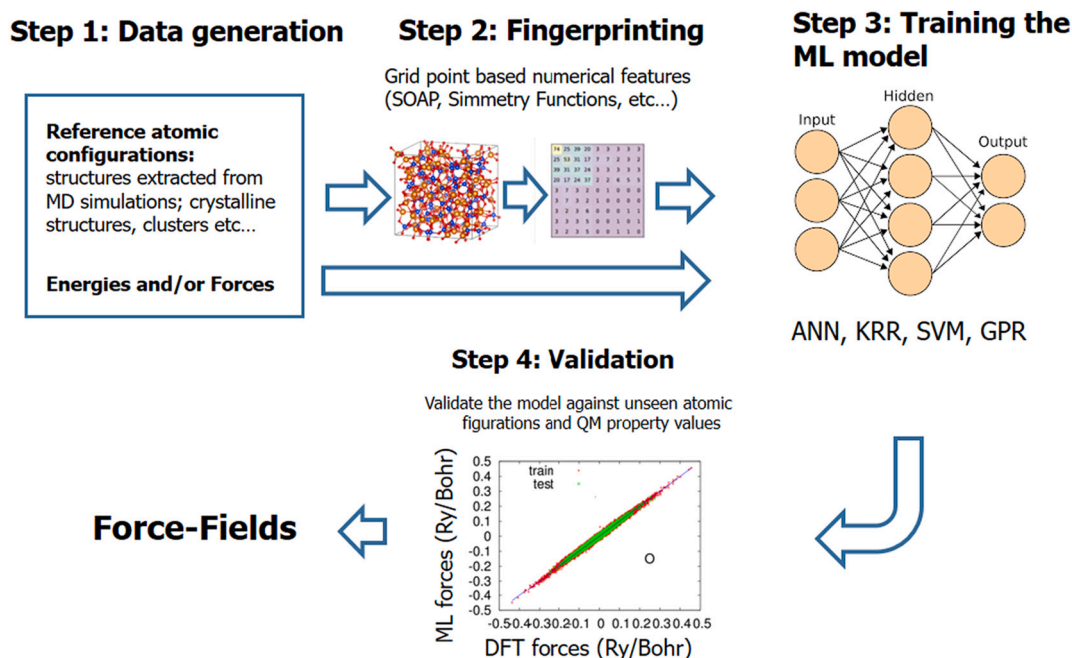 Step 1: Data generation
Reference atomic
configurations:
structures extracted from
MD simulations; crystalline
structures, clusters etc...
Energies and/or Forces
Step 2: Fingerprinting
Grid point based numerical features
(SOAP, Simmetry Functions, etc...)
Step 3: Training the
ML model
Hidden
Input
Output
ANN, KRR, SVM, GPR
Step 4: Validation
Validate the model against unseen atomic
figurations and QM property values
ML forces (Ry/Bohr)
0.5
0.4
0.3
0.2
0.1
0
-0.1
-0.2
-0.3
-0.4
-0.5
train
test
O
-0.5-0.4-0.3-0.2-0.1 0 0.1 0.2 0.3 0.4 0.5
DFT forces (Ry/Bohr)
Force-Fields